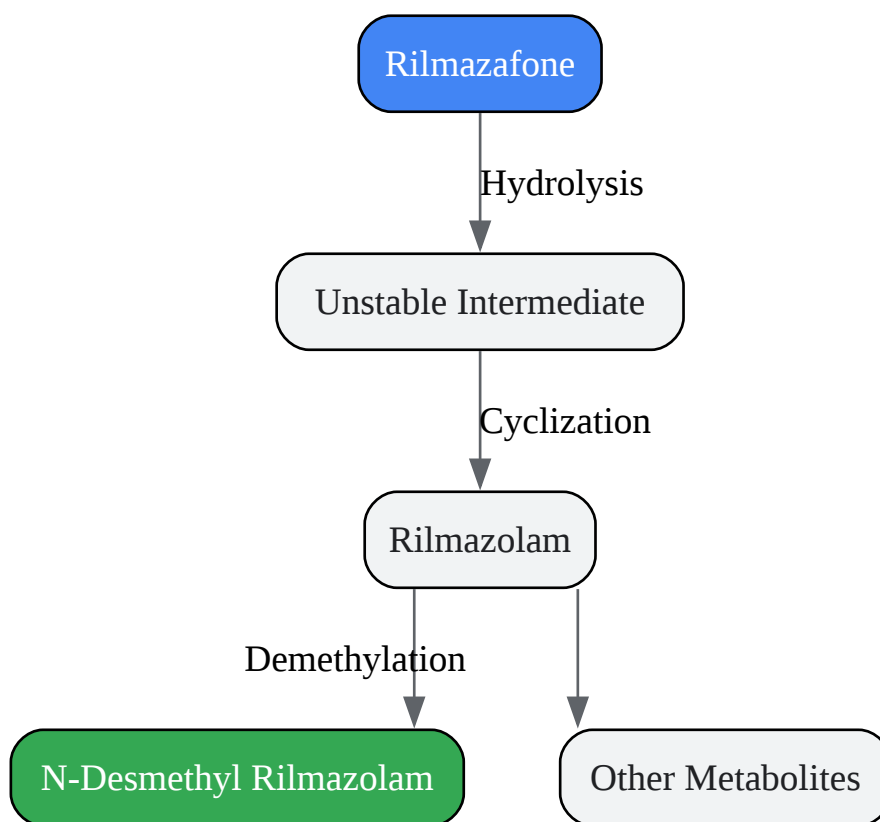 Rilmazafone
Hydrolysis
Unstable Intermediate
Cyclization
Rilmazolam
Demethylation
N-Desmethyl Rilmazolam
Other Metabolites